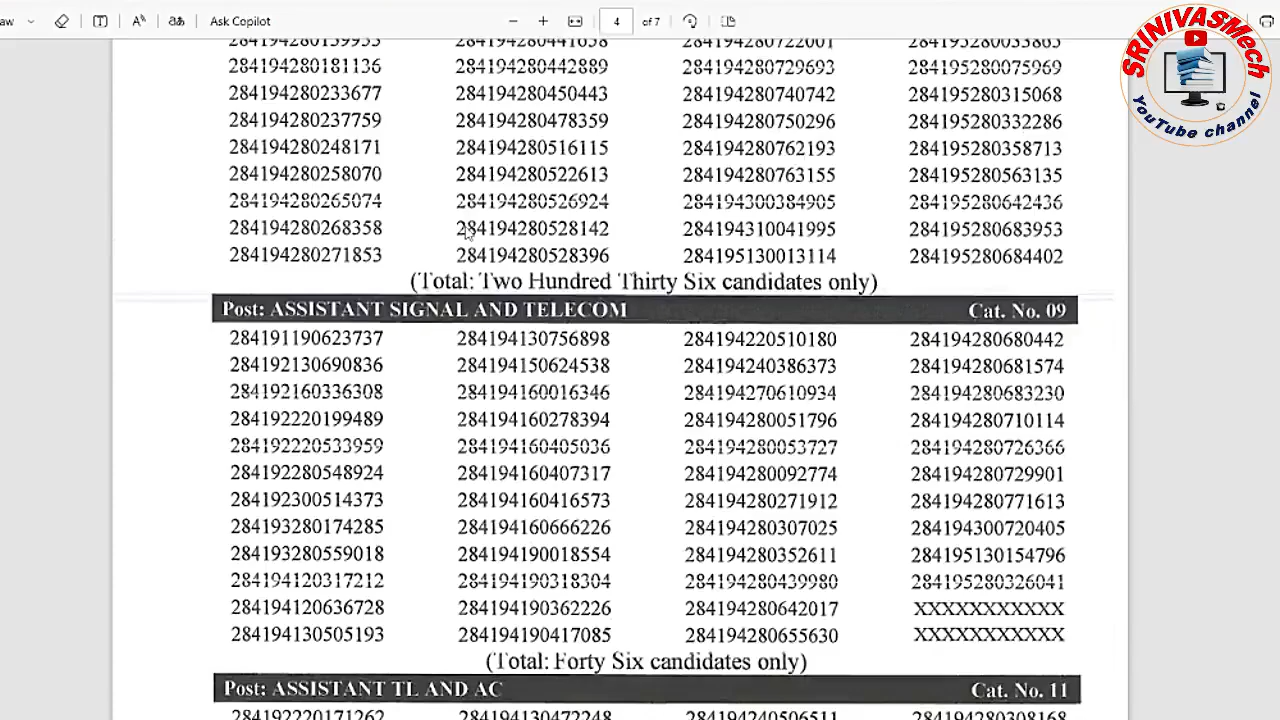 aw Ask Copilot 4 of 7
284194280181136 284194280442889 284194280729693 284195280075969
284194280233677 284194280450443 284194280740742 284195280315068
284194280237759 284194280478359 284194280750296 284195280332286
284194280248171 284194280516115 284194280762193 284195280358713
284194280258070 284194280522613 284194280763155 284195280563135
284194280265074 284194280526924 284194300384905 284195280642436
284194280268358 284194280528142 284194310041995 284195280683953
284194280271853 284194280528396 284195130013114 284195280684402
(Total: Two Hundred Thirty Six candidates only)
Post: ASSISTANT SIGNAL AND TELECOM Cat. No. 09
284191190623737 284194130756898 284194220510180 284194280680442
284192130690836 284194150624538 284194240386373 284194280681574
284192160336308 284194160016346 284194270610934 284194280683230
284192220199489 284194160278394 284194280051796 284194280710114
284192220533959 284194160405036 284194280053727 284194280726366
284192280548924 284194160407317 284194280092774 284194280729901
284192300514373 284194160416573 284194280271912 284194280771613
284193280174285 284194160666226 284194280307025 284194300720405
284193280559018 284194190018554 284194280352611 284195130154796
284194120317212 284194190318304 284194280439980 284195280326041
284194120636728 284194190362226 284194280642017 XXXXXXXXXXX
284194130505193 284194190417085 284194280655630 XXXXXXXXXXX
(Total: Forty Six candidates only)
Post: ASSISTANT TL AND AC Cat. No. 11
SRINIVASMech
YouTube channel